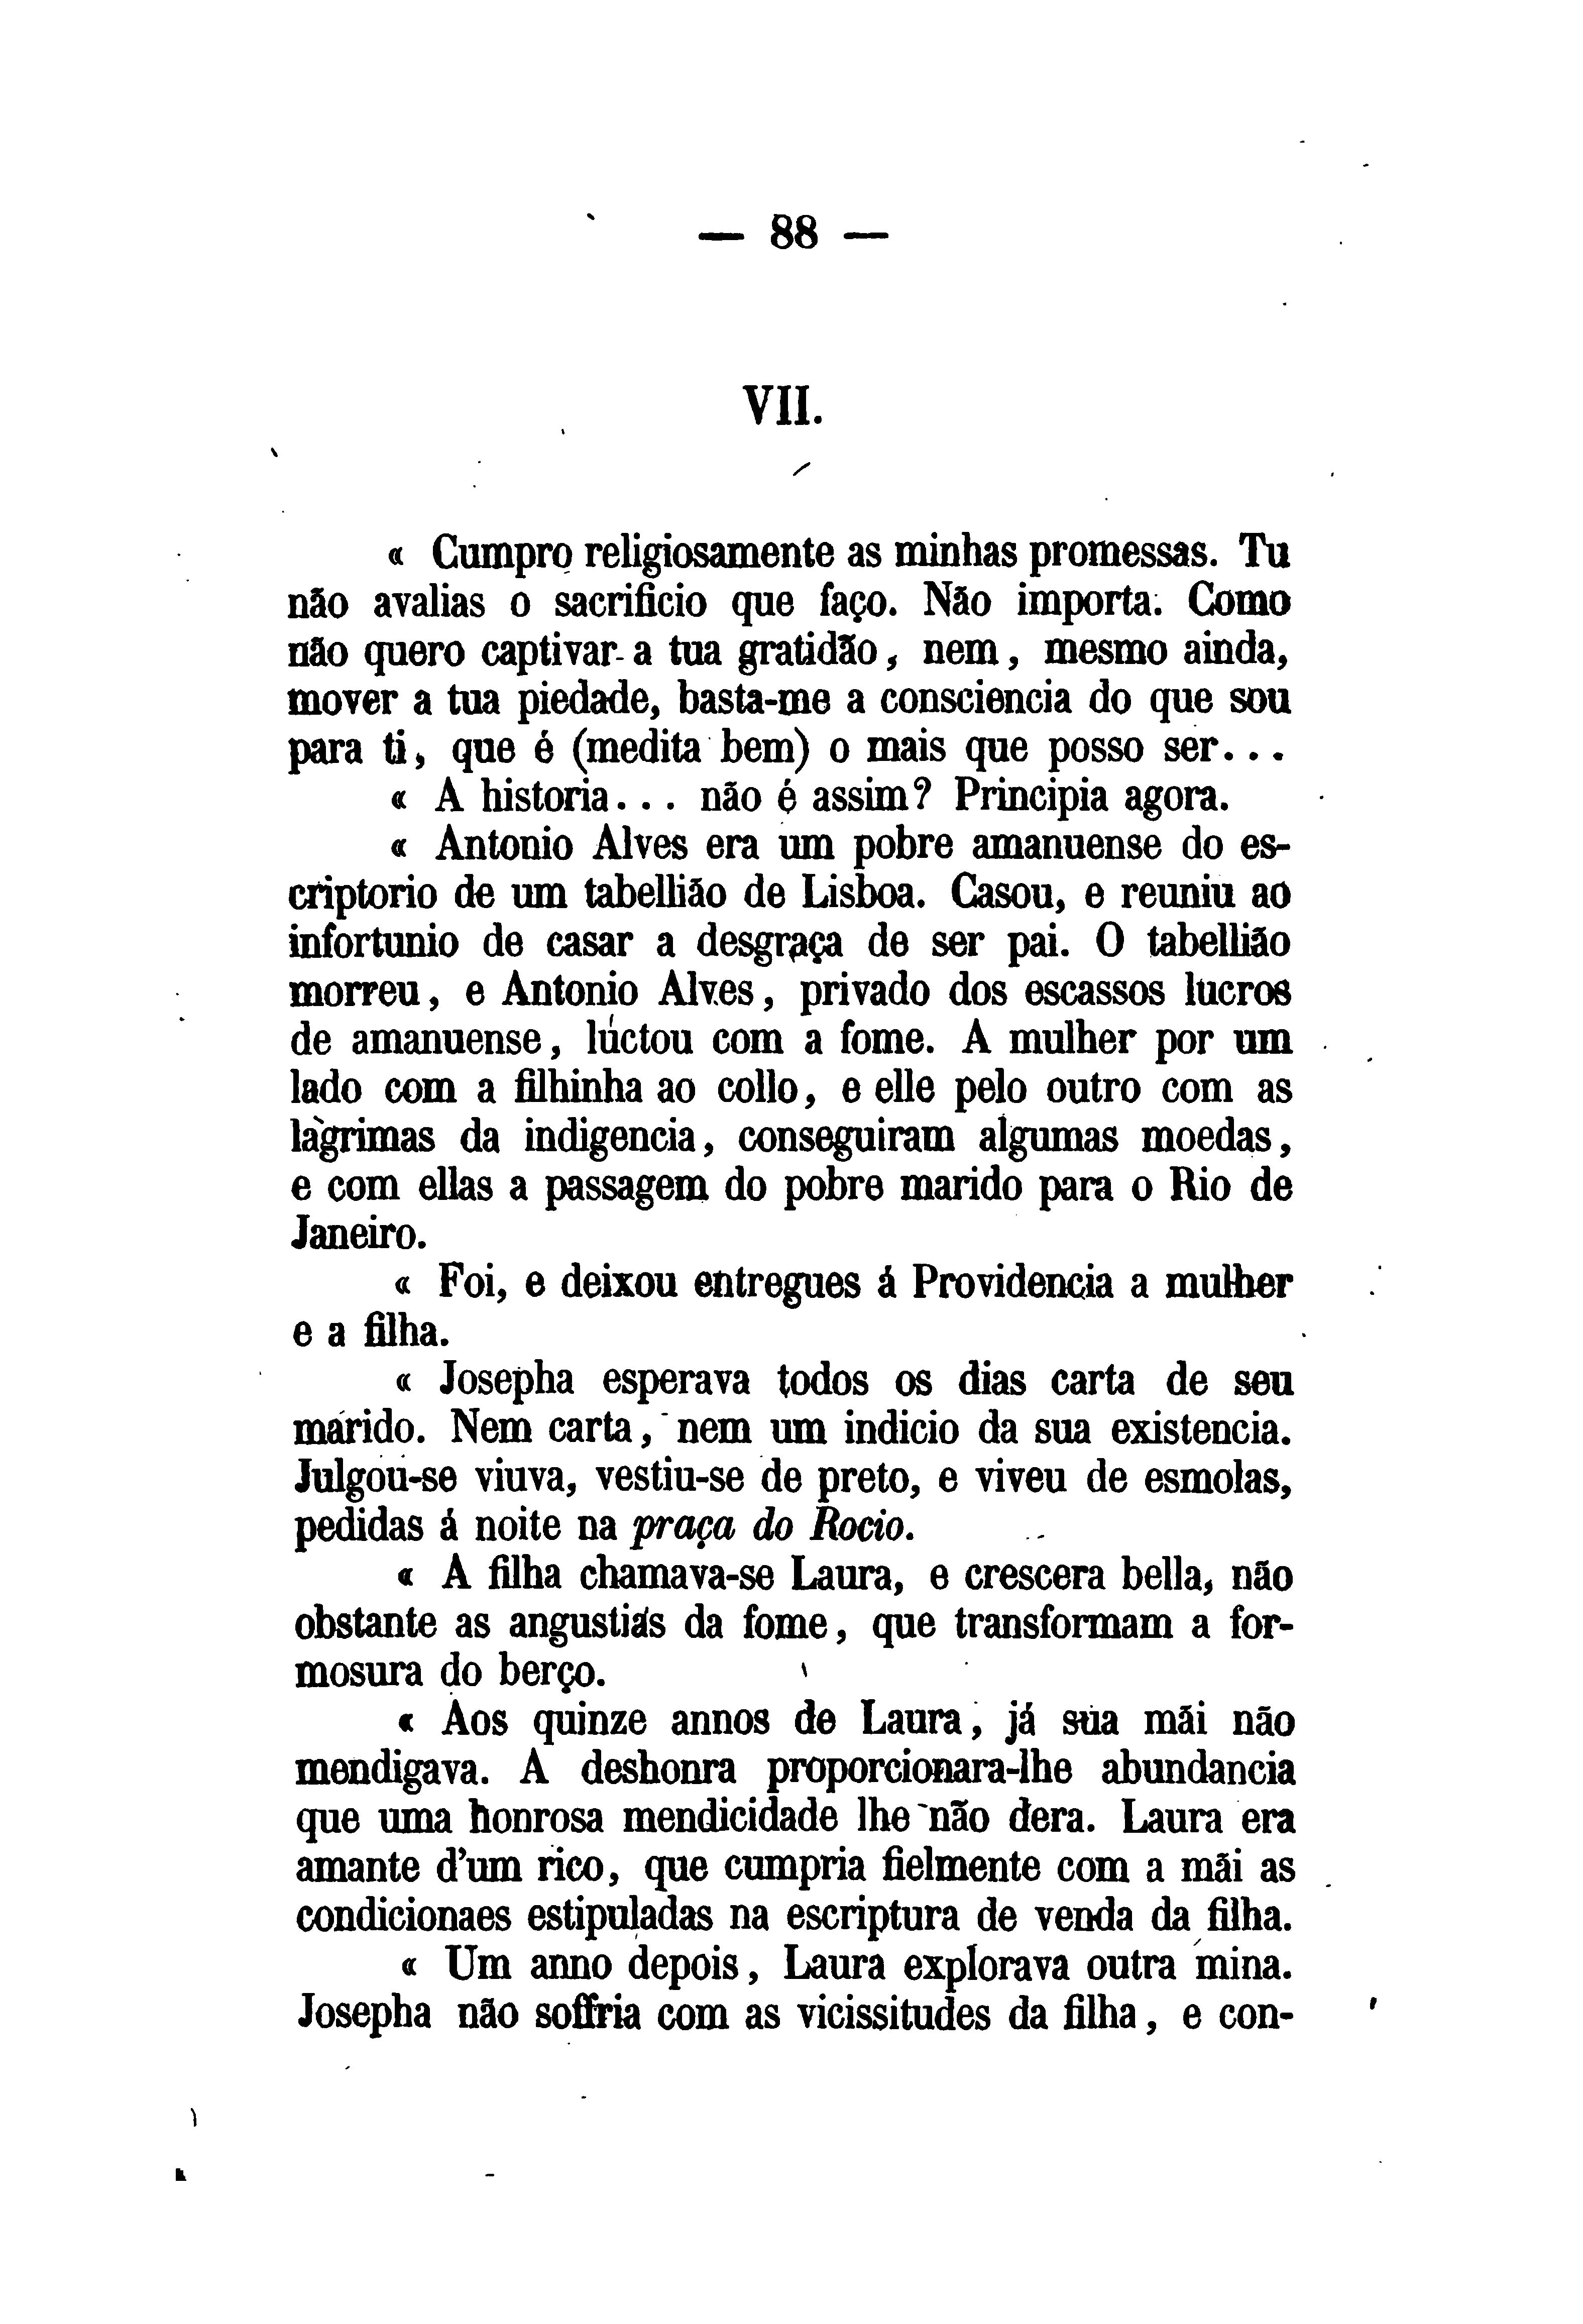 — 88 —
VII.
« Cumpro religiosamente as minhas promessas. Tu
não avalias o sacrificio que faço. Não importa. Como
não quero captivar a tua gratidão, nem, mesmo ainda,
mover a tua piedade, basta-me a consciencia do que sou
para ti, que é (medita bem) o mais que posso ser...
« A historia... não é assim? Principia agora.
« Antonio Alves era um pobre amanuense do es-
criptorio de um tabellião de Lisboa. Casou, e reuniu ao
infortunio de casar a desgraça de ser pai. O tabellião
morreu, e Antonio Alves, privado dos escassos lucros
de amanuense, luctou com a fome. A mulher por um
lado com a filhinha ao collo, e elle pelo outro com as
lagrimas da indigencia, conseguiram algumas moedas,
e com ellas a passagem do pobre marido para o Rio de
Janeiro.
« Foi, e deixou entregues á Providencia a mulher
e a filha.
« Josepha esperava todos os dias carta de seu
marido. Nem carta, nem um indicio da sua existencia.
Julgou-se viuva, vestiu-se de preto, e viveu de esmolas,
pedidas á noite na praça do Rocio.
« A filha chamava-se Laura, e crescera bella, não
obstante as angustias da fome, que transformam a for-
mosura do berço.
« Aos quinze annos de Laura, já sua mãi não
mendigava. A deshonra proporcionara-lhe abundancia
que uma honrosa mendicidade lhe não dera. Laura era
amante d'um rico, que cumpria fielmente com a mãi as
condicionaes estipuladas na escriptura de venda da filha.
« Um anno depois, Laura explorava outra mina.
Josepha não soffria com as vicissitudes da filha, e con-